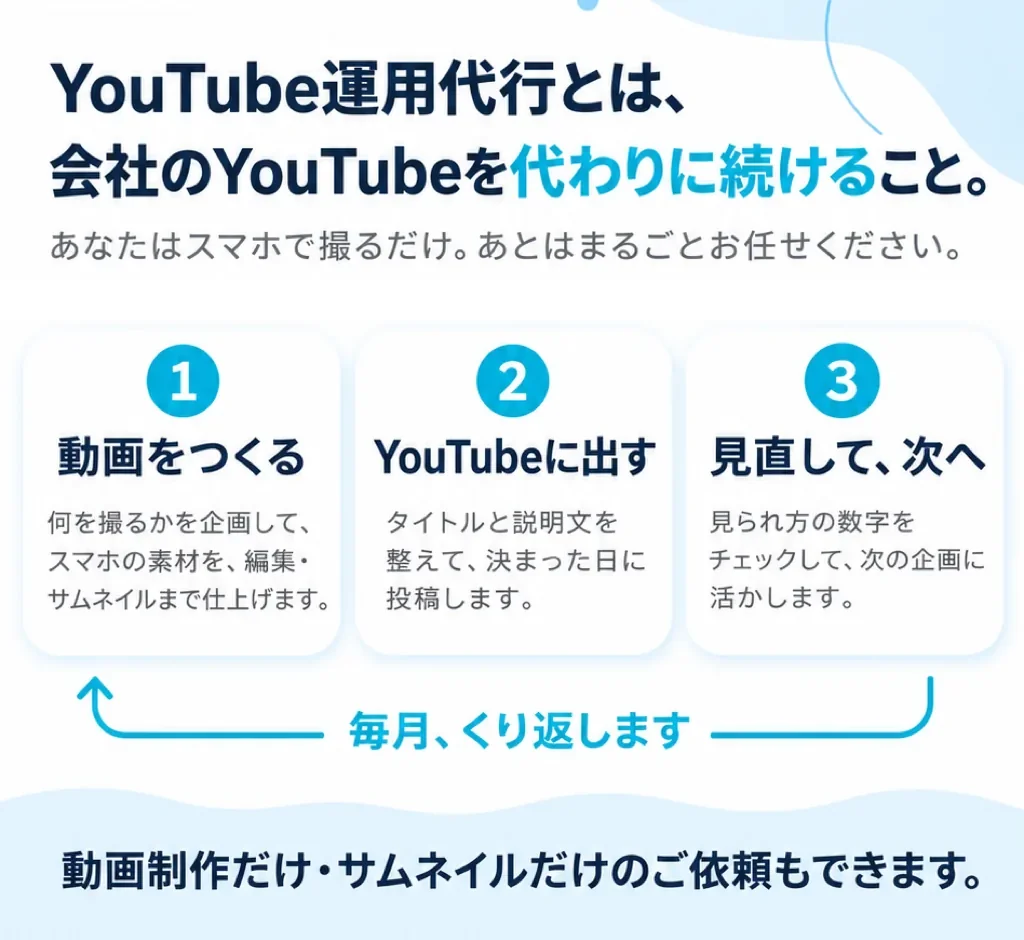 YouTube運用代行とは、
会社のYouTubeを代わりに続けること。
あなたはスマホで撮るだけ。あとはまるごとお任せください。
1
動画をつくる
何を撮るかを企画して、
スマホの素材を、編集・
サムネイルまで仕上げます。
2
YouTubeに出す
タイトルと説明文を
整えて、決まった日に
投稿します。
3
見直して、次へ
見られ方の数字を
チェックして、次の企画に
活かします。
毎月、くり返します
動画制作だけ・サムネイルだけのご依頼もできます。